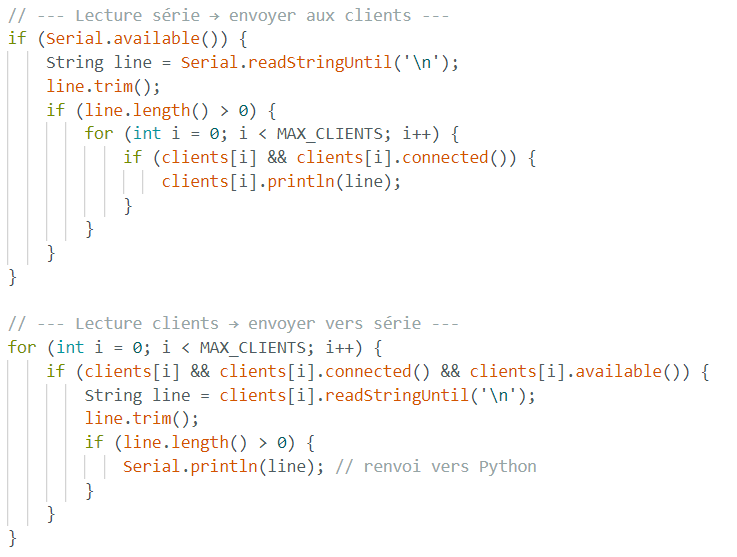 // --- Lecture série → envoyer aux clients ---
if (Serial.available()) {
    String line = Serial.readStringUntil('\n');
    line.trim();
    if (line.length() > 0) {
        for (int i = 0; i < MAX_CLIENTS; i++) {
            if (clients[i] && clients[i].connected()) {
                clients[i].println(line);
            }
        }
    }
}

// --- Lecture clients → envoyer vers série ---
for (int i = 0; i < MAX_CLIENTS; i++) {
    if (clients[i] && clients[i].connected() && clients[i].available()) {
        String line = clients[i].readStringUntil('\n');
        line.trim();
        if (line.length() > 0) {
            Serial.println(line); // renvoi vers Python
        }
    }
}